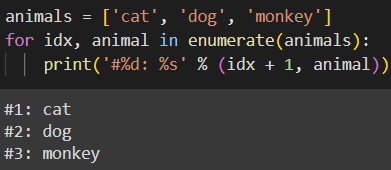 animals = ['cat', 'dog', 'monkey']
for idx, animal in enumerate(animals):
    print('#%d: %s' % (idx + 1, animal))
#1: cat
#2: dog
#3: monkey